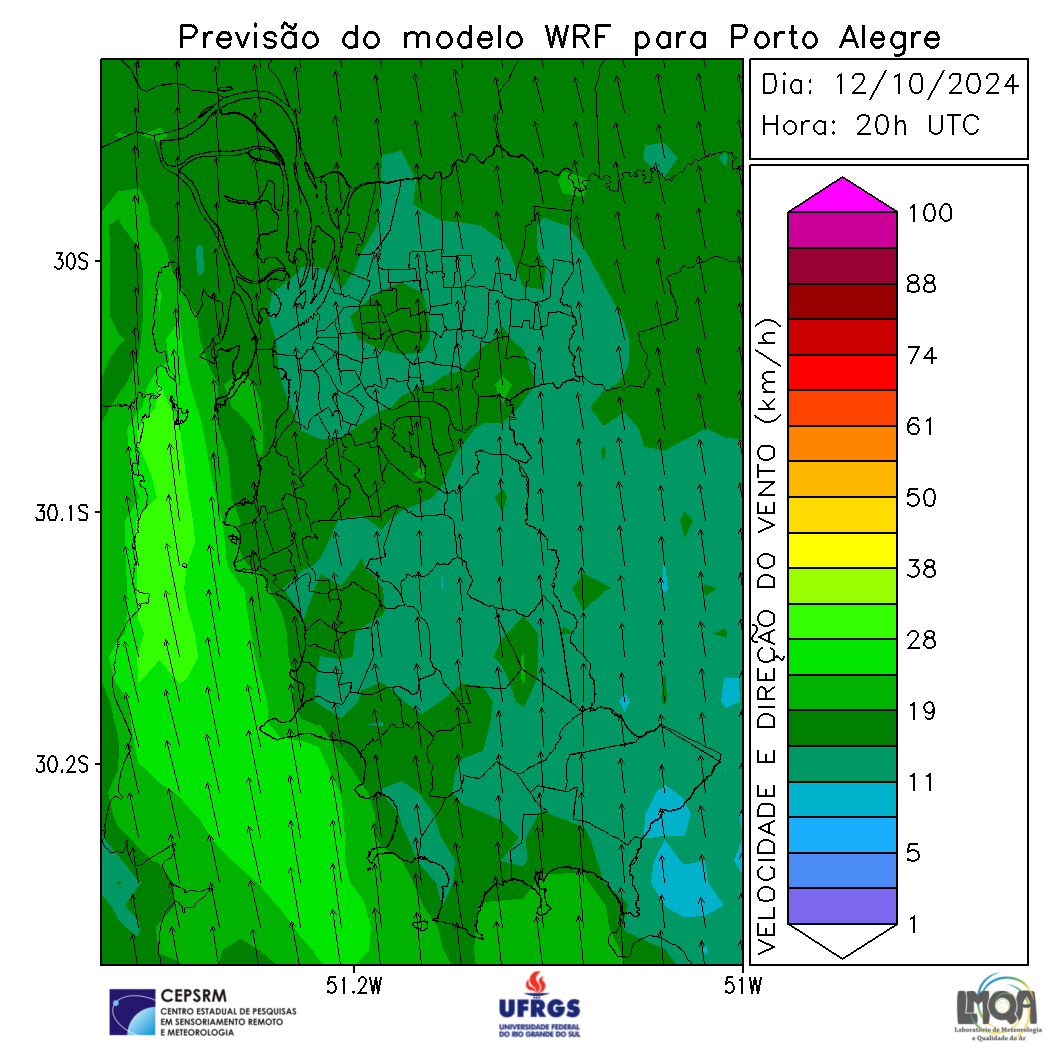 Previsão do modelo WRF para Porto Alegre
Dia: 12/10/2024
Hora: 20h UTC
30S
30.1S
30.2S
51.2W
51W
VELOCIDADE E DIREÇÃO DO VENTO (km/h)
100
88
74
61
50
38
28
19
11
5
1
CEPSRM
CENTRO ESTADUAL DE PESQUISAS
EM SENSORIAMENTO REMOTO
E METEOROLOGIA
UFRGS
UNIVERSIDADE FEDERAL
DO RIO GRANDE DO SUL
LMQA
Laboratório de Meteorologia
e Qualidade do Ar